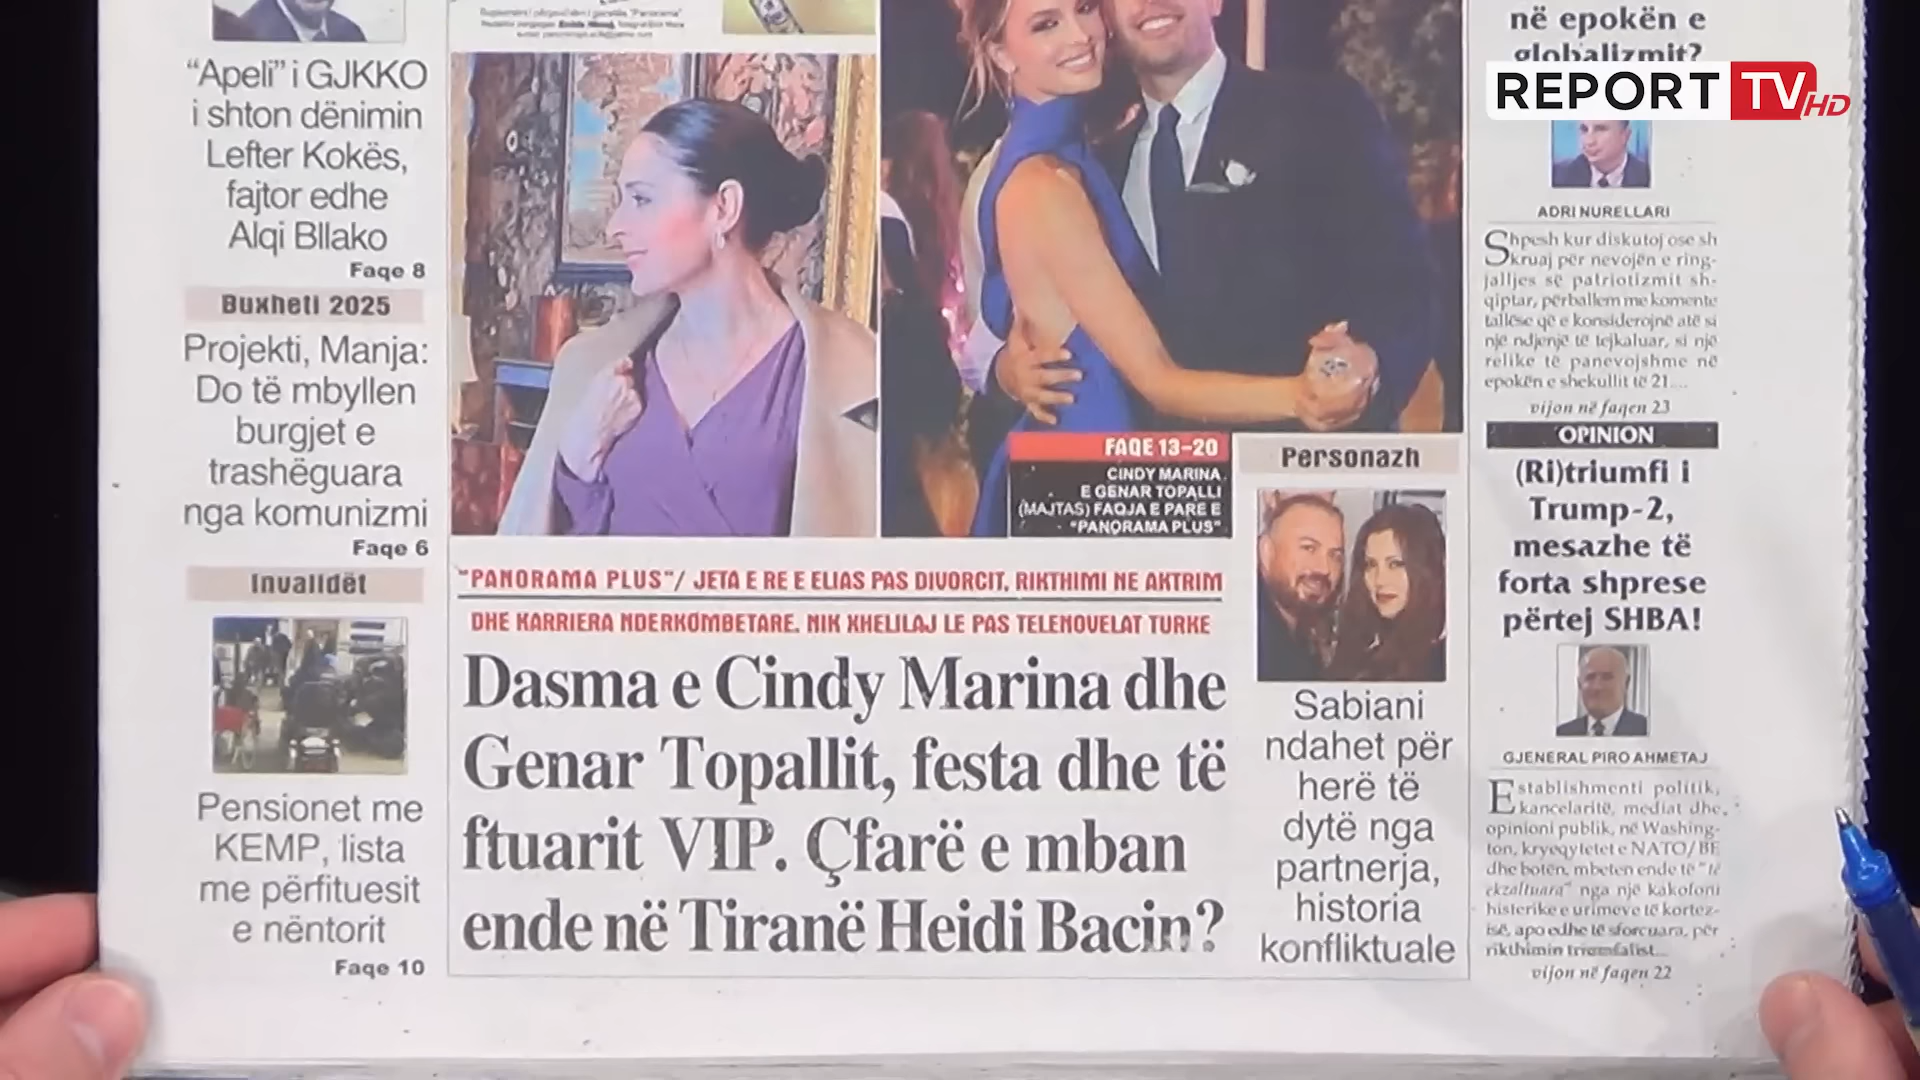 REPORT TV HD
"Apeli" i GJKKO
i shton dënimin
Lefter Kokës,
fajtor edhe
Alqi Bllako
Faqe 8
Buxheti 2025
Projekti, Manja:
Do të mbyllen
burgjet e
trashëguara
nga komunizmi
Faqe 6
Invalidët
Pensionet me
KEMP, lista
me përfituesit
e nëntorit
Faqe 10
FAQE 13-20
CINDY MARINA
E GENAR TOPALLI
(MAJTAS) FAQJA E PARE E
"PANORAMA PLUS"
"PANORAMA PLUS"/ JETA E RE E ELIAS PAS DIVORCIT, RIKTHIMI NE AKTRIM
DHE KARRIERA NDERKOMBETARE. NIK XHELILAJ LE PAS TELENOVELAT TURKE
Dasma e Cindy Marina dhe
Genar Topallit, festa dhe të
ftuarit VIP. Çfarë e mban
ende në Tiranë Heidi Bacin?
Personazh
Sabiani
ndahet për
herë të
dytë nga
partnerja,
historia
konfliktuale
në epokën e
globalizmit?
ADRI NURELLARI
Shpesh kur diskutoj ose sh
kruaj për nevojën e ring-
jalljes së patriotizmit sh-
qiptar, përballem me komente
tallëse që e konsiderojnë atë si
një ndjenjë të tejkaluar, si një
relike të panevojshme në
epokën e shekullit të 21....
vijon në faqen 23
OPINION
(Ri)triumfi i
Trump-2,
mesazhe të
forta shprese
përtej SHBA!
GJENERAL PIRO AHMETAJ
Establishmenti politik,
kancelaritë, mediat dhe
opinioni publik, në Washing-
ton, kryeqytetet e NATO/BE
dhe botën, mbeten ende të "të
ekzaltuara" nga një kakofoni
histerike e urimeve të kortez-
isë, apo edhe të sforcuara, për
rikthimin triumfalist...
vijon në faqen 22